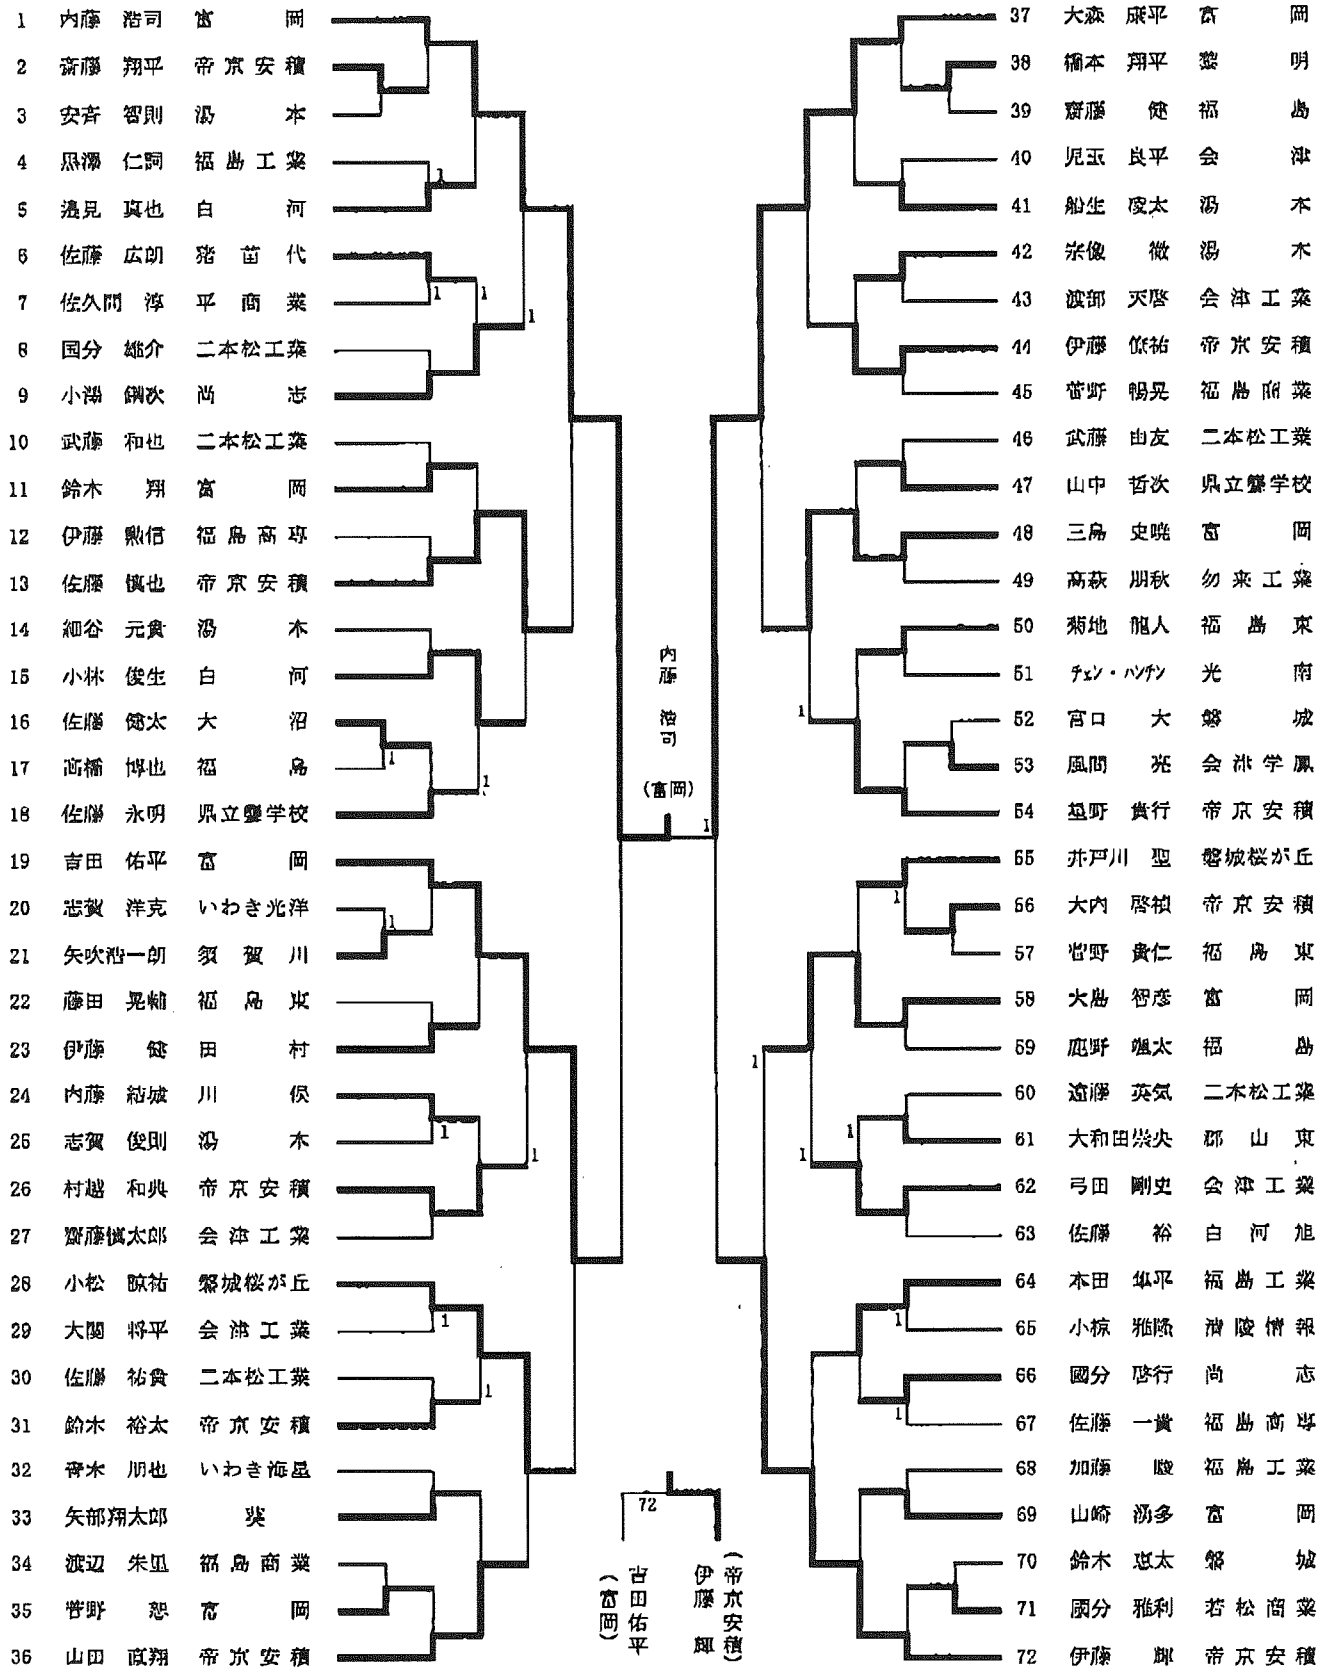 1 内藤 浩司 富岡
2 斎藤 翔平 帝京安積
3 安斉 智則 湯本
4 黒澤 仁詞 福島工業
5 邉見 真也 白河
6 佐藤 広朗 猪苗代
7 佐久間 淳 平商業
8 国分 雄介 二本松工業
9 小湯 鋼次 尚志
10 武藤 和也 二本松工業
11 鈴木 翔 富岡
12 伊藤 勲信 福島高専
13 佐藤 慎也 帝京安積
14 細谷 元貴 湯本
15 小林 俊生 白河
16 佐藤 健太 大沼
17 高橋 博也 福島
18 佐藤 永明 県立聾学校
19 吉田 佑平 富岡
20 志賀 洋克 いわき光洋
21 矢吹浩一朗 須賀川
22 藤田 晃輔 福島東
23 伊藤 健 田村
24 内藤 結城 川俣
25 志賀 俊則 湯本
26 村越 和典 帝京安積
27 齋藤慎太郎 会津工業
28 小松 諒祐 磐城桜が丘
29 大関 将平 会津工業
30 佐藤 祐貴 二本松工業
31 鈴木 裕太 帝京安積
32 青木 朋也 いわき海星
33 矢部翔太郎 葵
34 渡辺 朱里 福島商業
35 菅野 恕 富岡
36 山田 直翔 帝京安積
内藤 浩司
(富岡)
72
吉田佑平
(富岡)
伊藤 輝
(帝京安積)
37 大森 康平 富岡
38 橋本 翔平 黎明
39 齋藤 健 福島
40 児玉 良平 会津
41 船生 凌太 湯本
42 宗像 徹 湯本
43 渡部 天啓 会津工業
44 伊藤 僚祐 帝京安積
45 菅野 暢晃 福島商業
46 武藤 由友 二本松工業
47 山中 哲次 県立聾学校
48 三島 史暁 富岡
49 高萩 朋秋 勿来工業
50 菊地 龍人 福島東
51 チェン・ハンチン 光南
52 宮口 大 磐城
53 風間 亮 会津学鳳
54 塩野 貴行 帝京安積
55 井戸川 聖 磐城桜が丘
56 大内 啓禎 帝京安積
57 菅野 貴仁 福島東
58 大島 智彦 富岡
59 鹿野 颯太 福島
60 遠藤 英気 二本松工業
61 大和田崇央 郡山東
62 弓田 剛史 会津工業
63 佐藤 裕 白河旭
64 本田 隼平 福島工業
65 小椋 雅隆 清陵情報
66 國分 啓行 尚志
67 佐藤 一貴 福島高専
68 加藤 駿 福島工業
69 山崎 湧多 富岡
70 鈴木 恵太 磐城
71 國分 雅利 若松商業
72 伊藤 輝 帝京安積